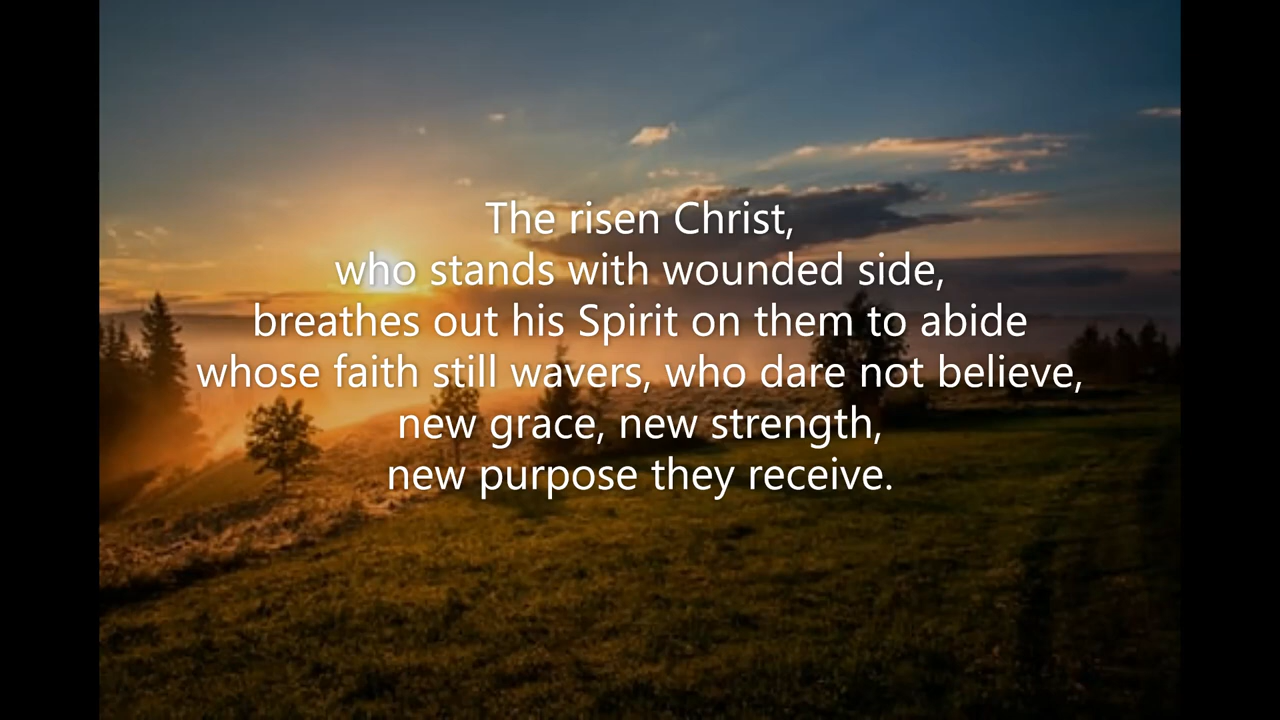 The risen Christ,
who stands with wounded side,
breathes out his Spirit on them to abide
whose faith still wavers, who dare not believe,
new grace, new strength,
new purpose they receive.